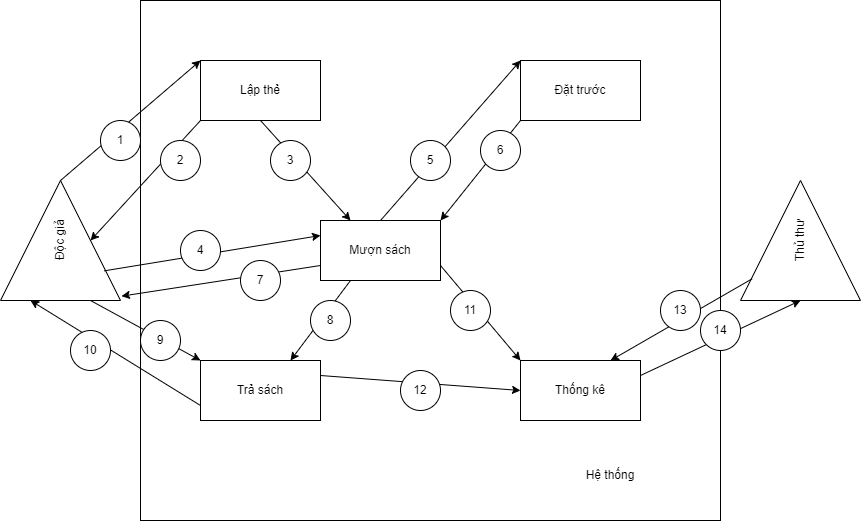 Lập thẻ
Đặt trước
1
2
3
5
6
Độc giả
Thủ thư
4
Mượn sách
7
8
11
13
14
9
10
Trả sách
12
Thống kê
Hệ thống